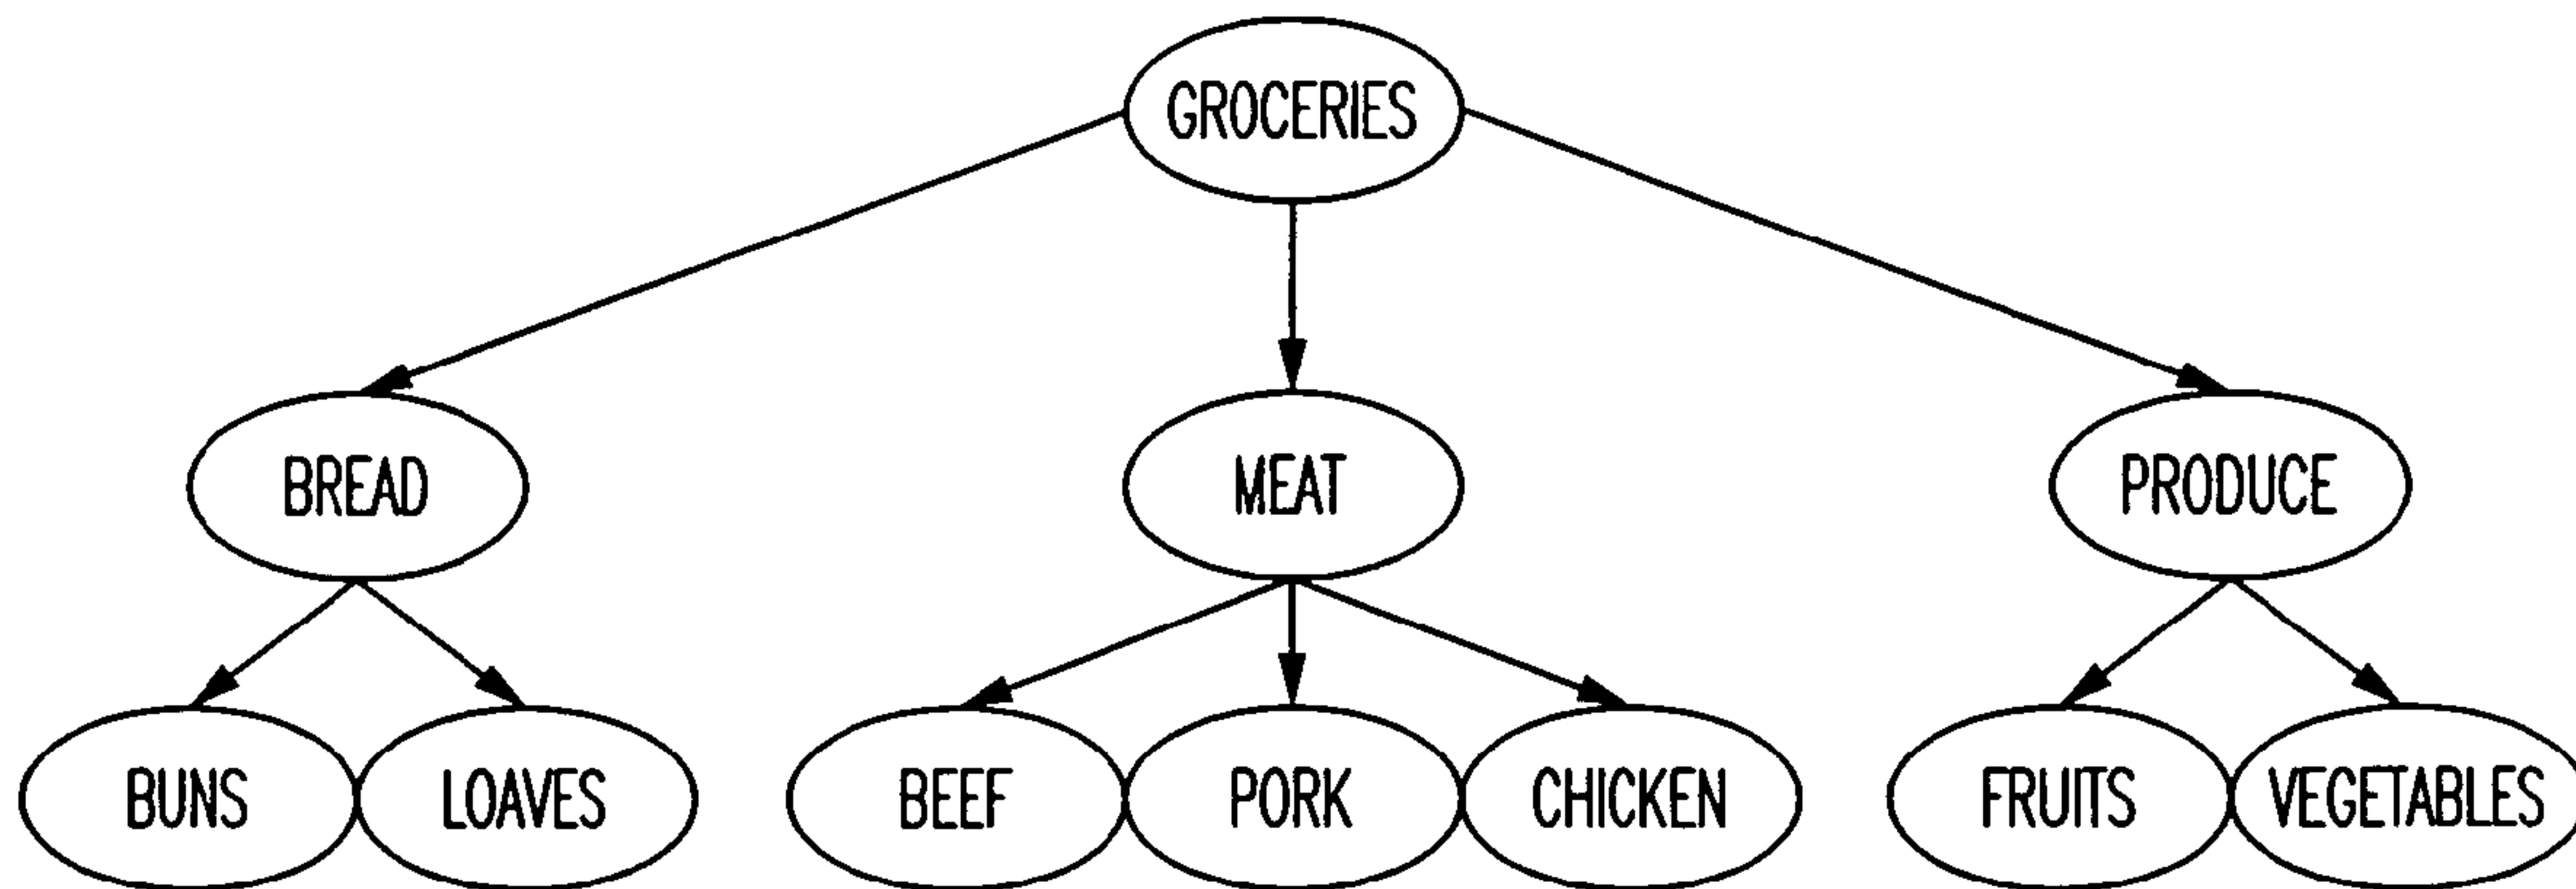 GROCERIES
BREAD
MEAT
PRODUCE
BUNS
LOAVES
BEEF
PORK
CHICKEN
FRUITS
VEGETABLES